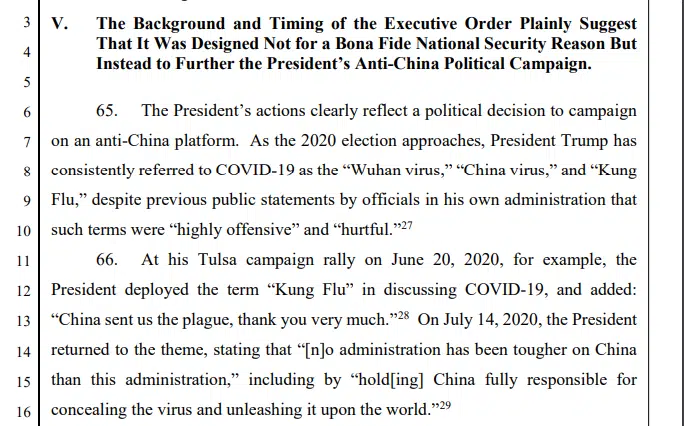 3 V. The Background and Timing of the Executive Order Plainly Suggest
4 That It Was Designed Not for a Bona Fide National Security Reason But
5 Instead to Further the President’s Anti-China Political Campaign.
6 65. The President’s actions clearly reflect a political decision to campaign
7 on an anti-China platform. As the 2020 election approaches, President Trump has
8 consistently referred to COVID-19 as the “Wuhan virus,” “China virus,” and “Kung
9 Flu,” despite previous public statements by officials in his own administration that
10 such terms were “highly offensive” and “hurtful.”27
11 66. At his Tulsa campaign rally on June 20, 2020, for example, the
12 President deployed the term “Kung Flu” in discussing COVID-19, and added:
13 “China sent us the plague, thank you very much.”28 On July 14, 2020, the President
14 returned to the theme, stating that “[n]o administration has been tougher on China
15 than this administration,” including by “hold[ing] China fully responsible for
16 concealing the virus and unleashing it upon the world.”29